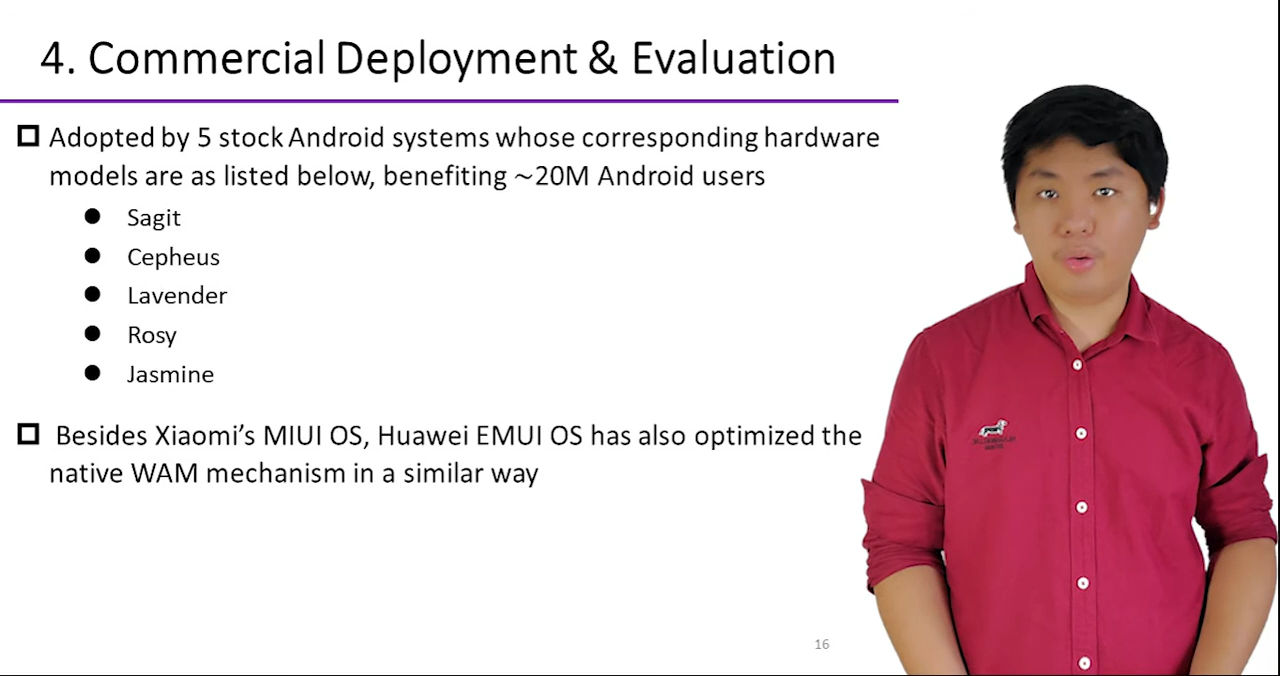 4. Commercial Deployment & Evaluation
Adopted by 5 stock Android systems whose corresponding hardware
models are as listed below, benefiting ~20M Android users
Sagit
Cepheus
Lavender
Rosy
Jasmine
Besides Xiaomi’s MIUI OS, Huawei EMUI OS has also optimized the
native WAM mechanism in a similar way
16